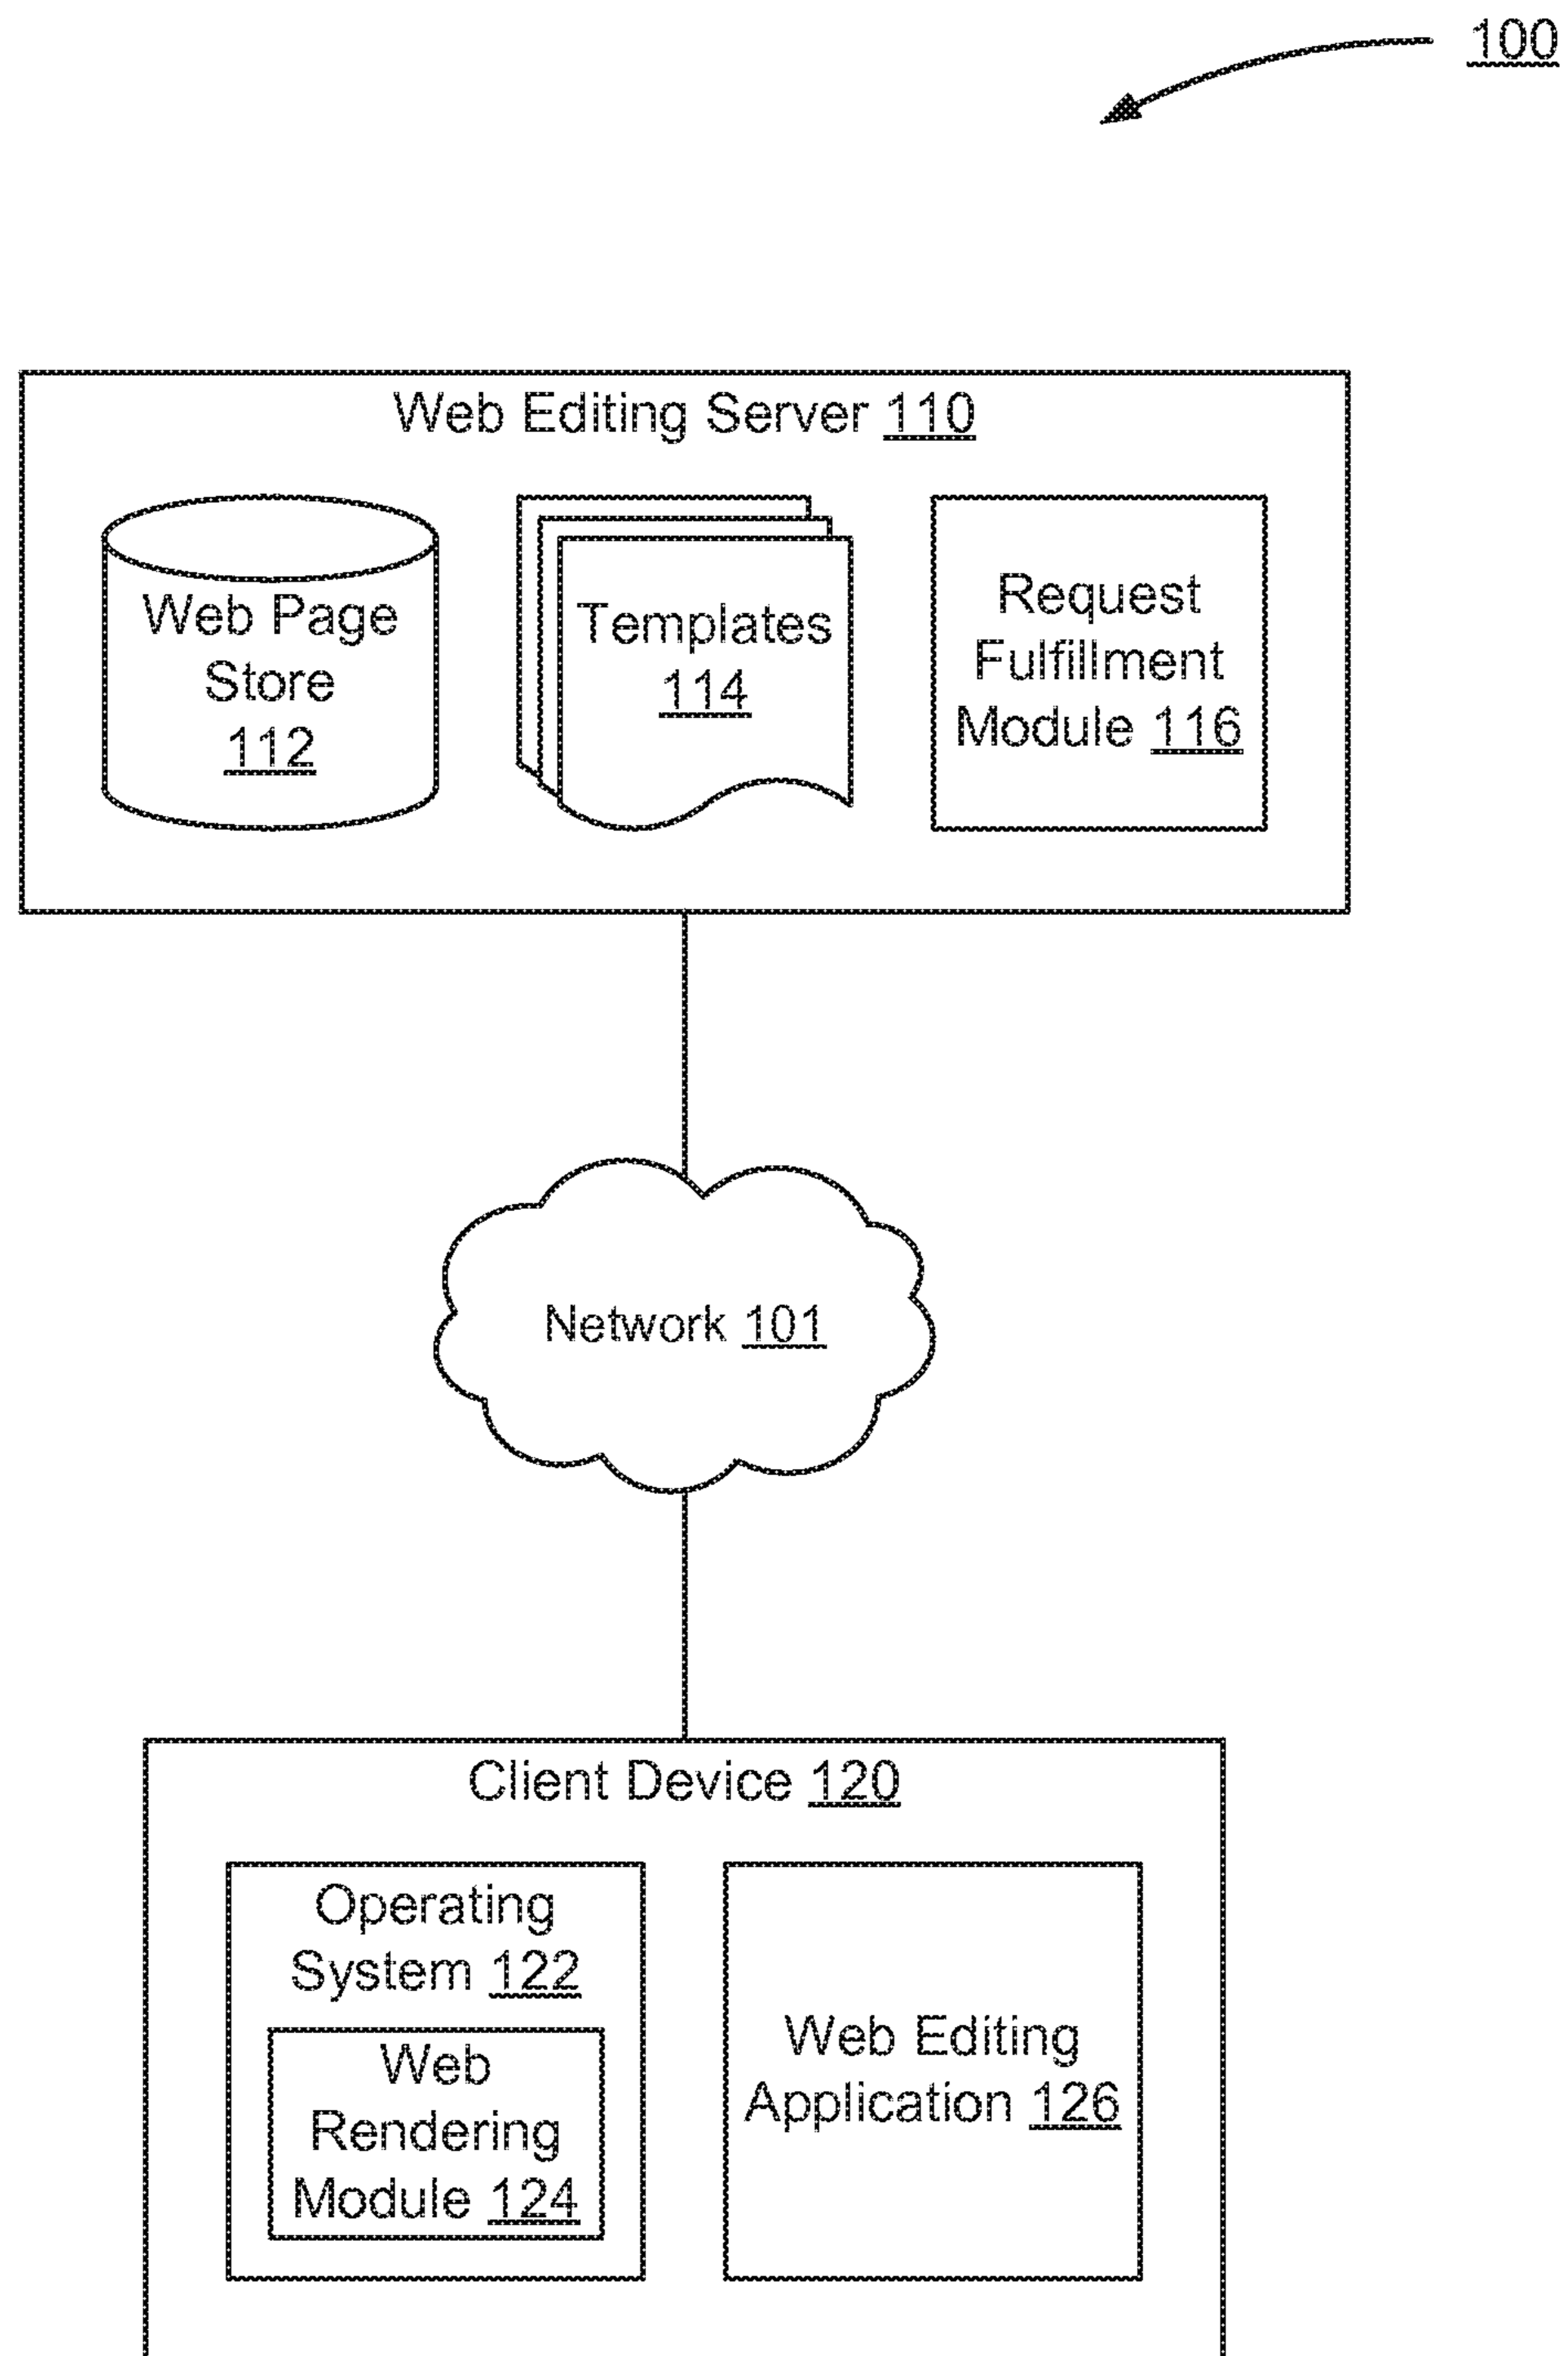 100
Web Editing Server 110
Web Page
Store
112
Templates
114
Request
Fulfillment
Module 116
Network 101
Client Device 120
Operating
System 122
Web
Rendering
Module 124
Web Editing
Application 126